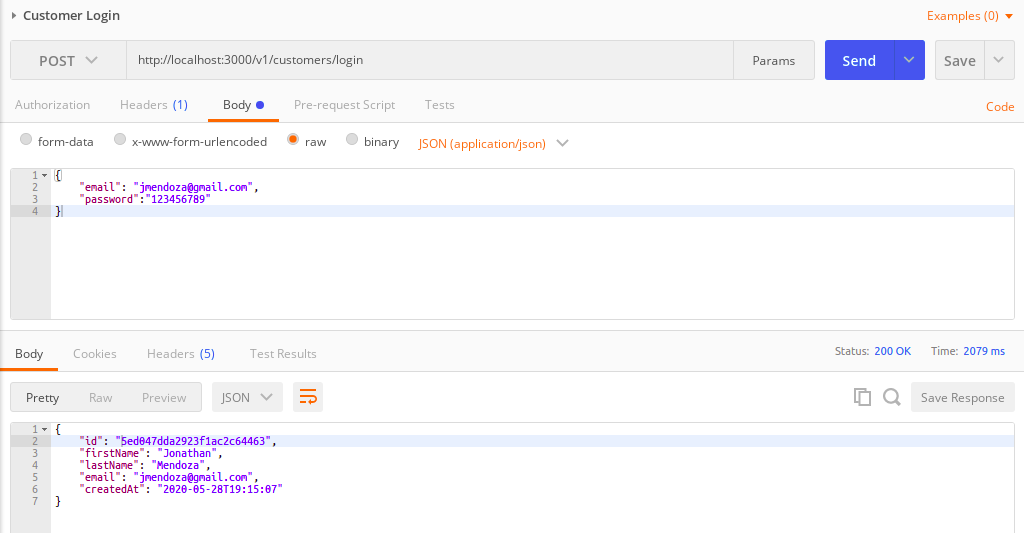 Customer Login Examples (0)
POST http://localhost:3000/v1/customers/login Params Send Save
Authorization Headers (1) Body Pre-request Script Tests Code
form-data x-www-form-urlencoded raw binary JSON (application/json)
1 {
2 "email": "jmendoza@gmail.com",
3 "password":"123456789"
4 }
Body Cookies Headers (5) Test Results Status: 200 OK Time: 2079 ms
Pretty Raw Preview JSON Save Response
1 {
2 "id": "5ed047dda2923f1ac2c64463",
3 "firstName": "Jonathan",
4 "lastName": "Mendoza",
5 "email": "jmendoza@gmail.com",
6 "createdAt": "2020-05-28T19:15:07"
7 }